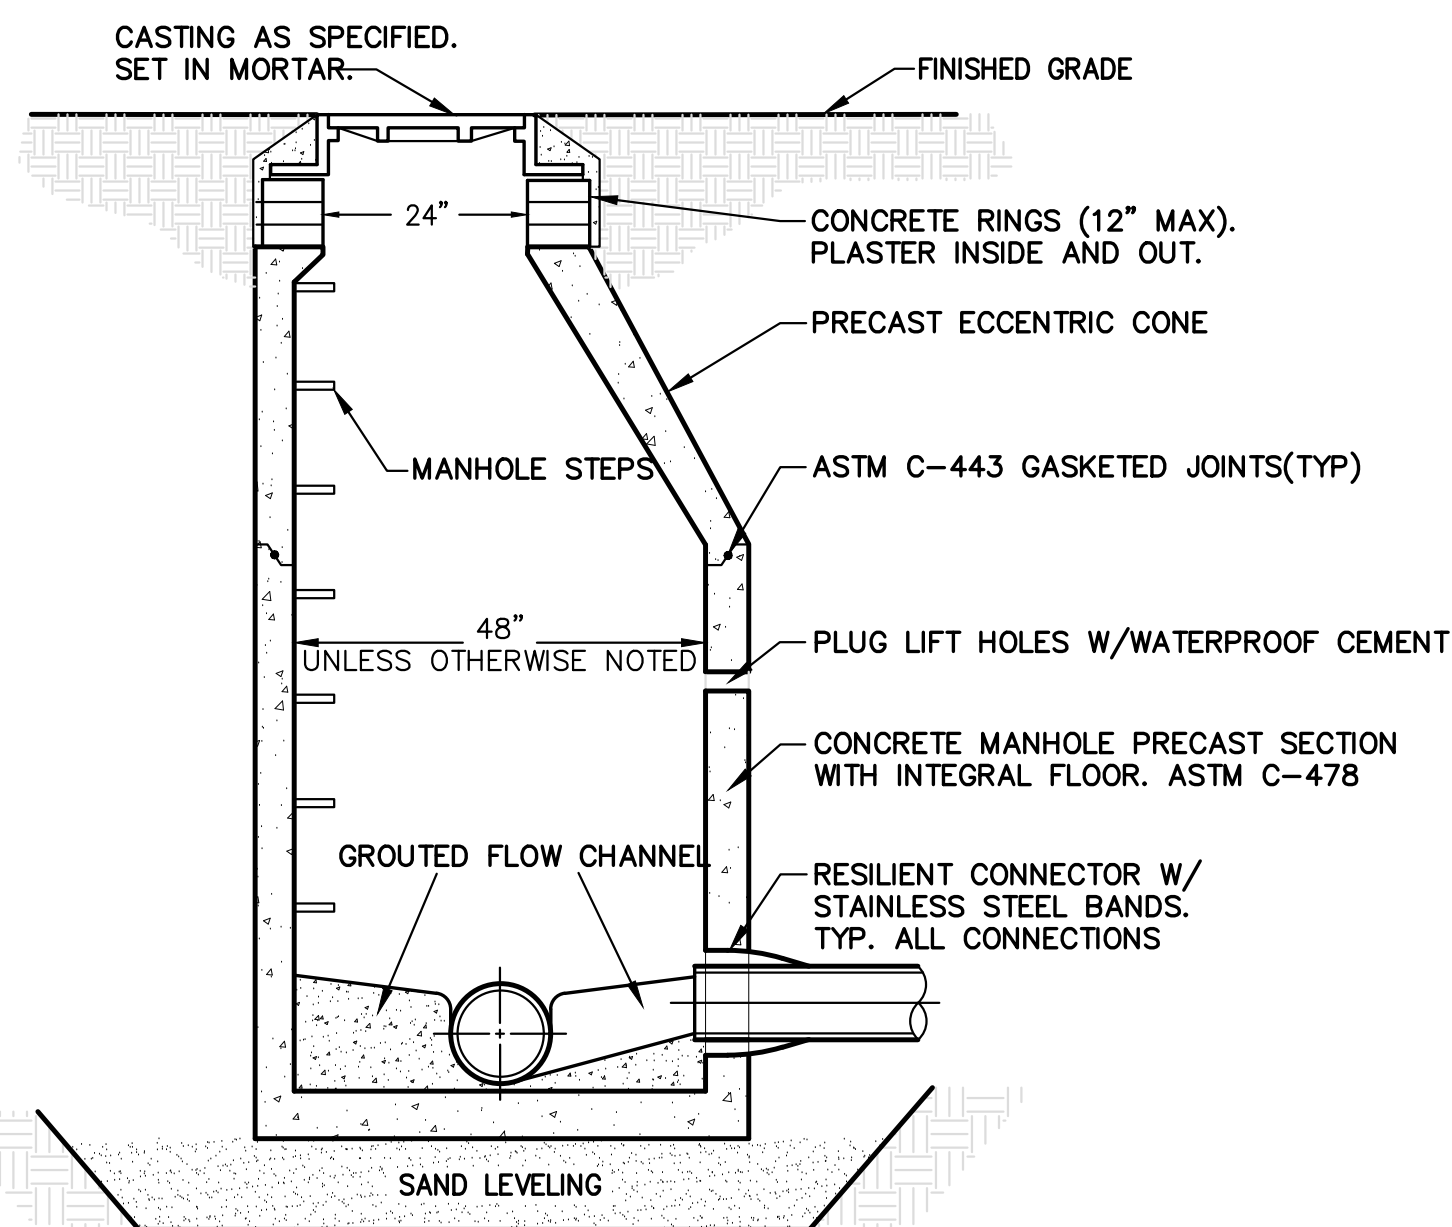 CASTING AS SPECIFIED.
SET IN MORTAR.
FINISHED GRADE
24"
CONCRETE RINGS (12" MAX).
PLASTER INSIDE AND OUT.
PRECAST ECCENTRIC CONE
MANHOLE STEPS
ASTM C-443 GASKETED JOINTS(TYP)
48"
UNLESS OTHERWISE NOTED
PLUG LIFT HOLES W/WATERPROOF CEMENT
CONCRETE MANHOLE PRECAST SECTION
WITH INTEGRAL FLOOR. ASTM C-478
GROUTED FLOW CHANNEL
RESILIENT CONNECTOR W/
STAINLESS STEEL BANDS.
TYP. ALL CONNECTIONS
SAND LEVELING